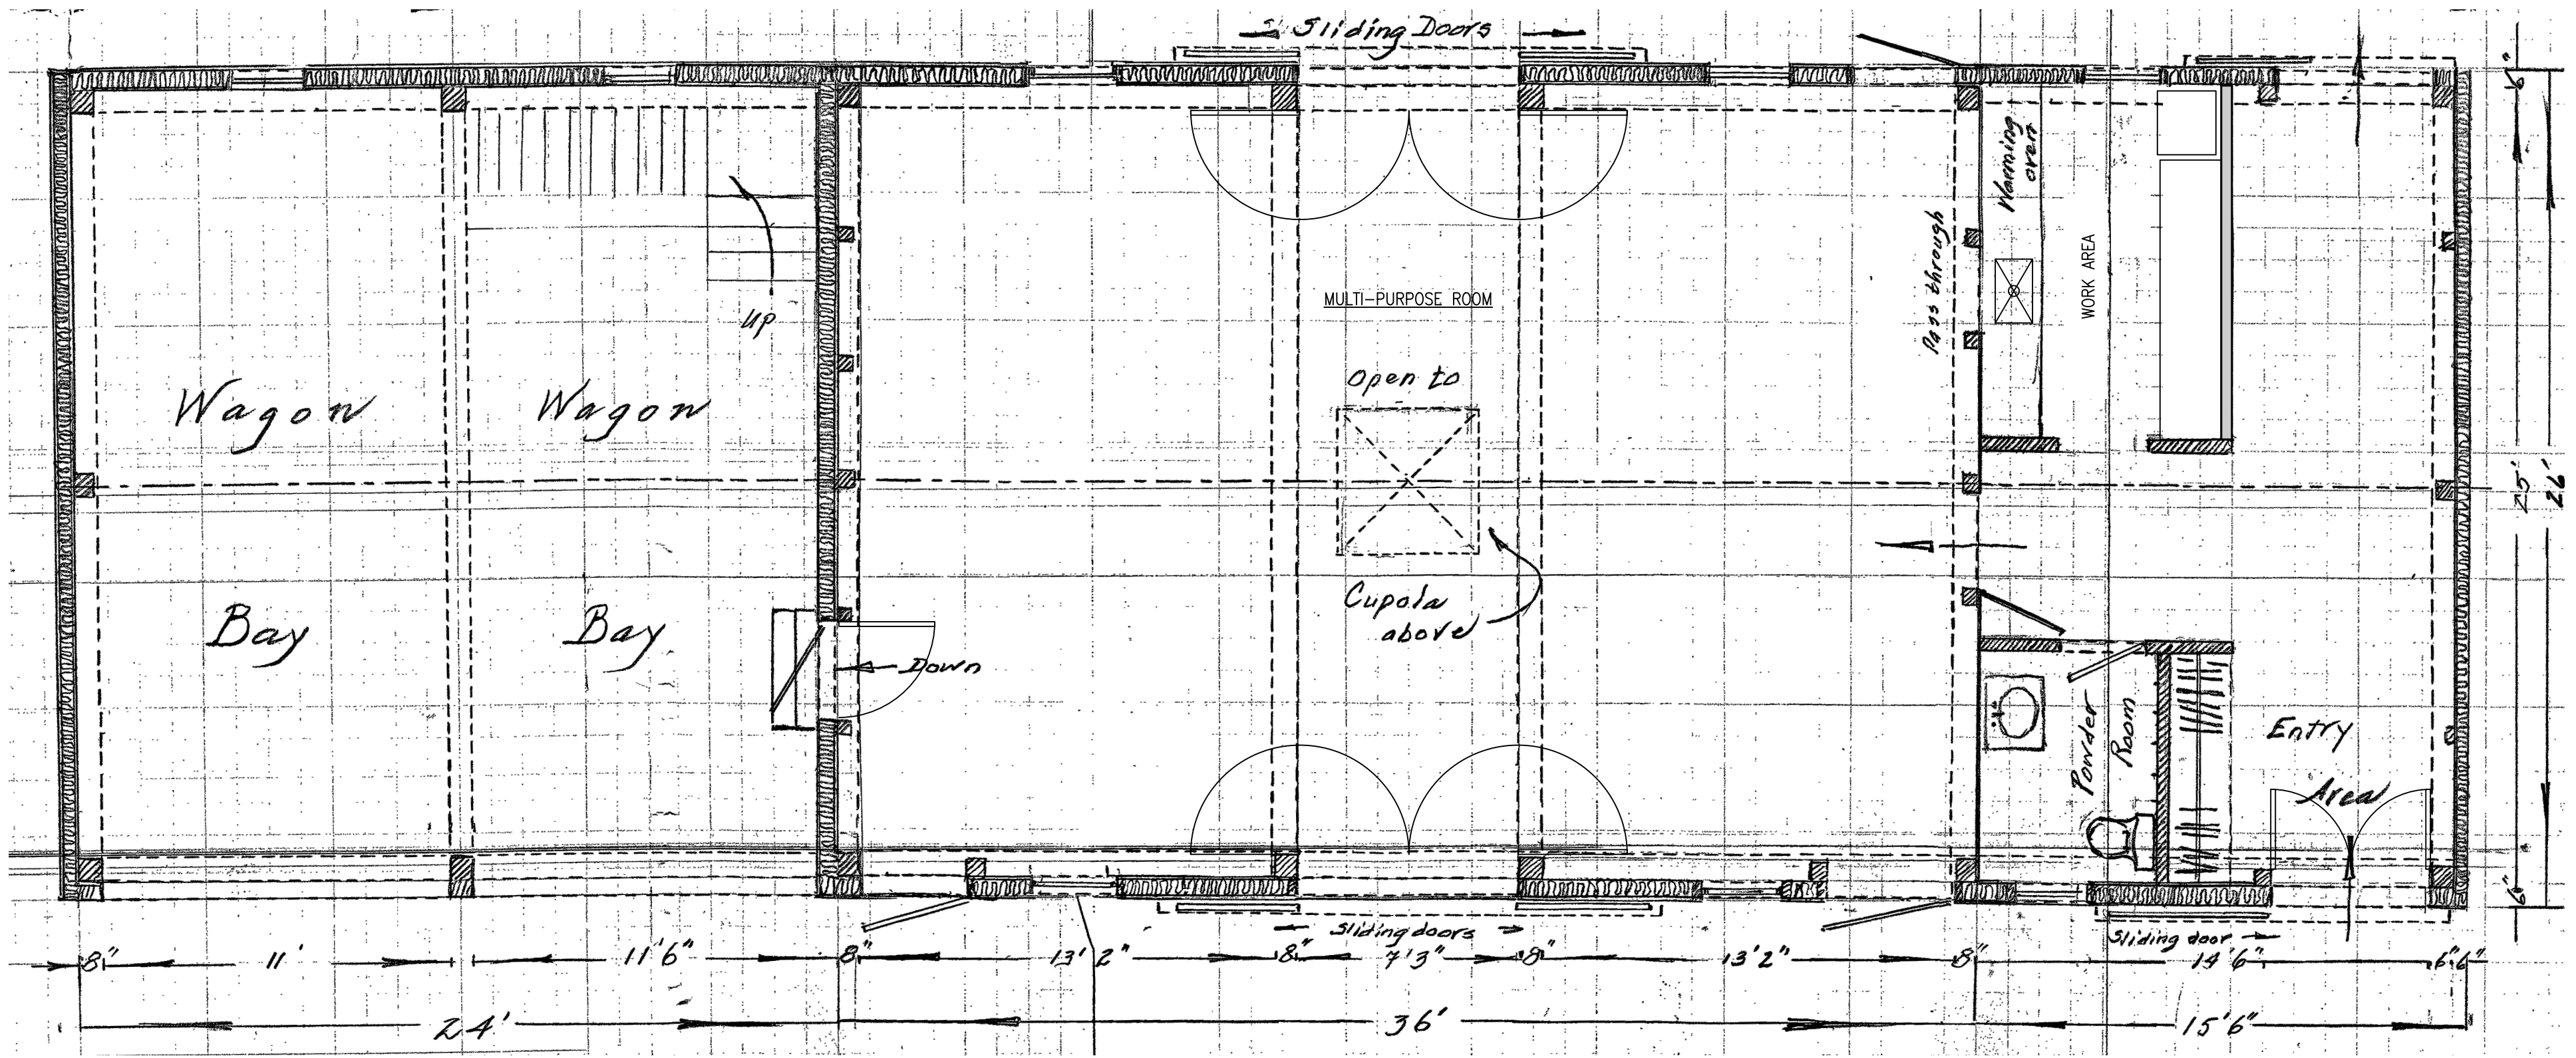 Sliding Doors
6"
Warming
oven
Pass through
WORK AREA
MULTI-PURPOSE ROOM
up
Open to
Wagon
Wagon
25'
26'
Cupola
above
Bay
Bay
Down
Powder
Room
Entry
Area
6"
Sliding doors
Sliding door
8"
11'
11'6"
8"
13'2"
8"
7'3"
8"
13'2"
8"
14'6"
6"
6"
24'
36'
15'6"